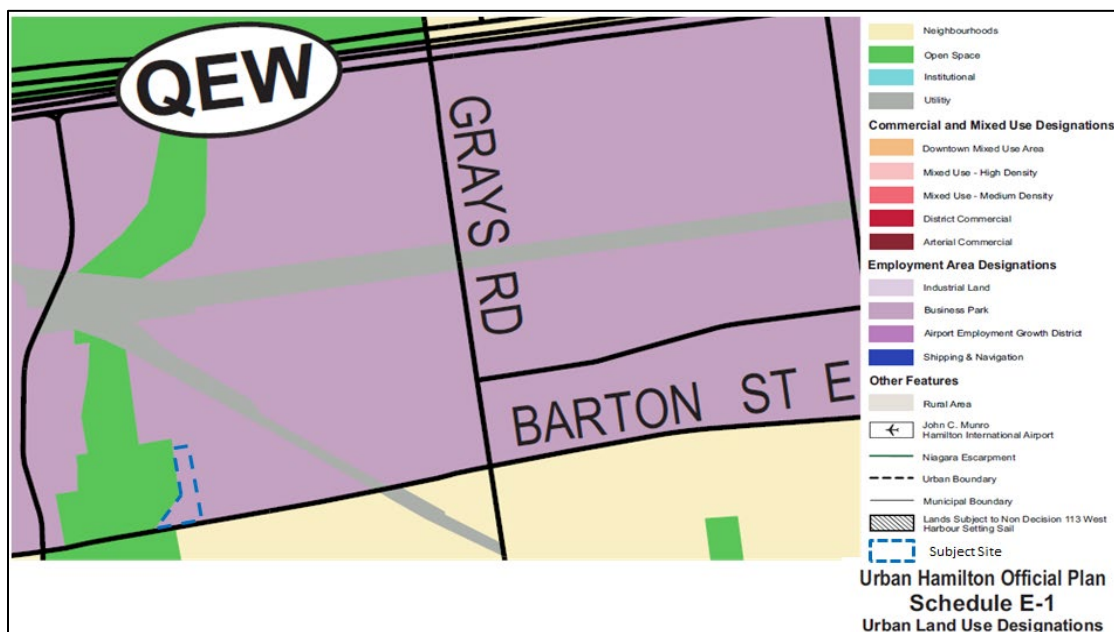 QEW
GRAYS RD
BARTON ST E
Neighbourhoods
Open Space
Institutional
Utilitiy
Commercial and Mixed Use Designations
Downtown Mixed Use Area
Mixed Use - High Density
Mixed Use - Medium Density
District Commercial
Arterial Commercial
Employment Area Designations
Industrial Land
Business Park
Airport Employment Growth District
Shipping & Navigation
Other Features
Rural Area
John C. Munro
Hamilton International Airport
Niagara Escarpment
Urban Boundary
Municipal Boundary
Lands Subject to Non Decision 113 West
Harbour Setting Sail
Subject Site
Urban Hamilton Official Plan
Schedule E-1
Urban Land Use Designations